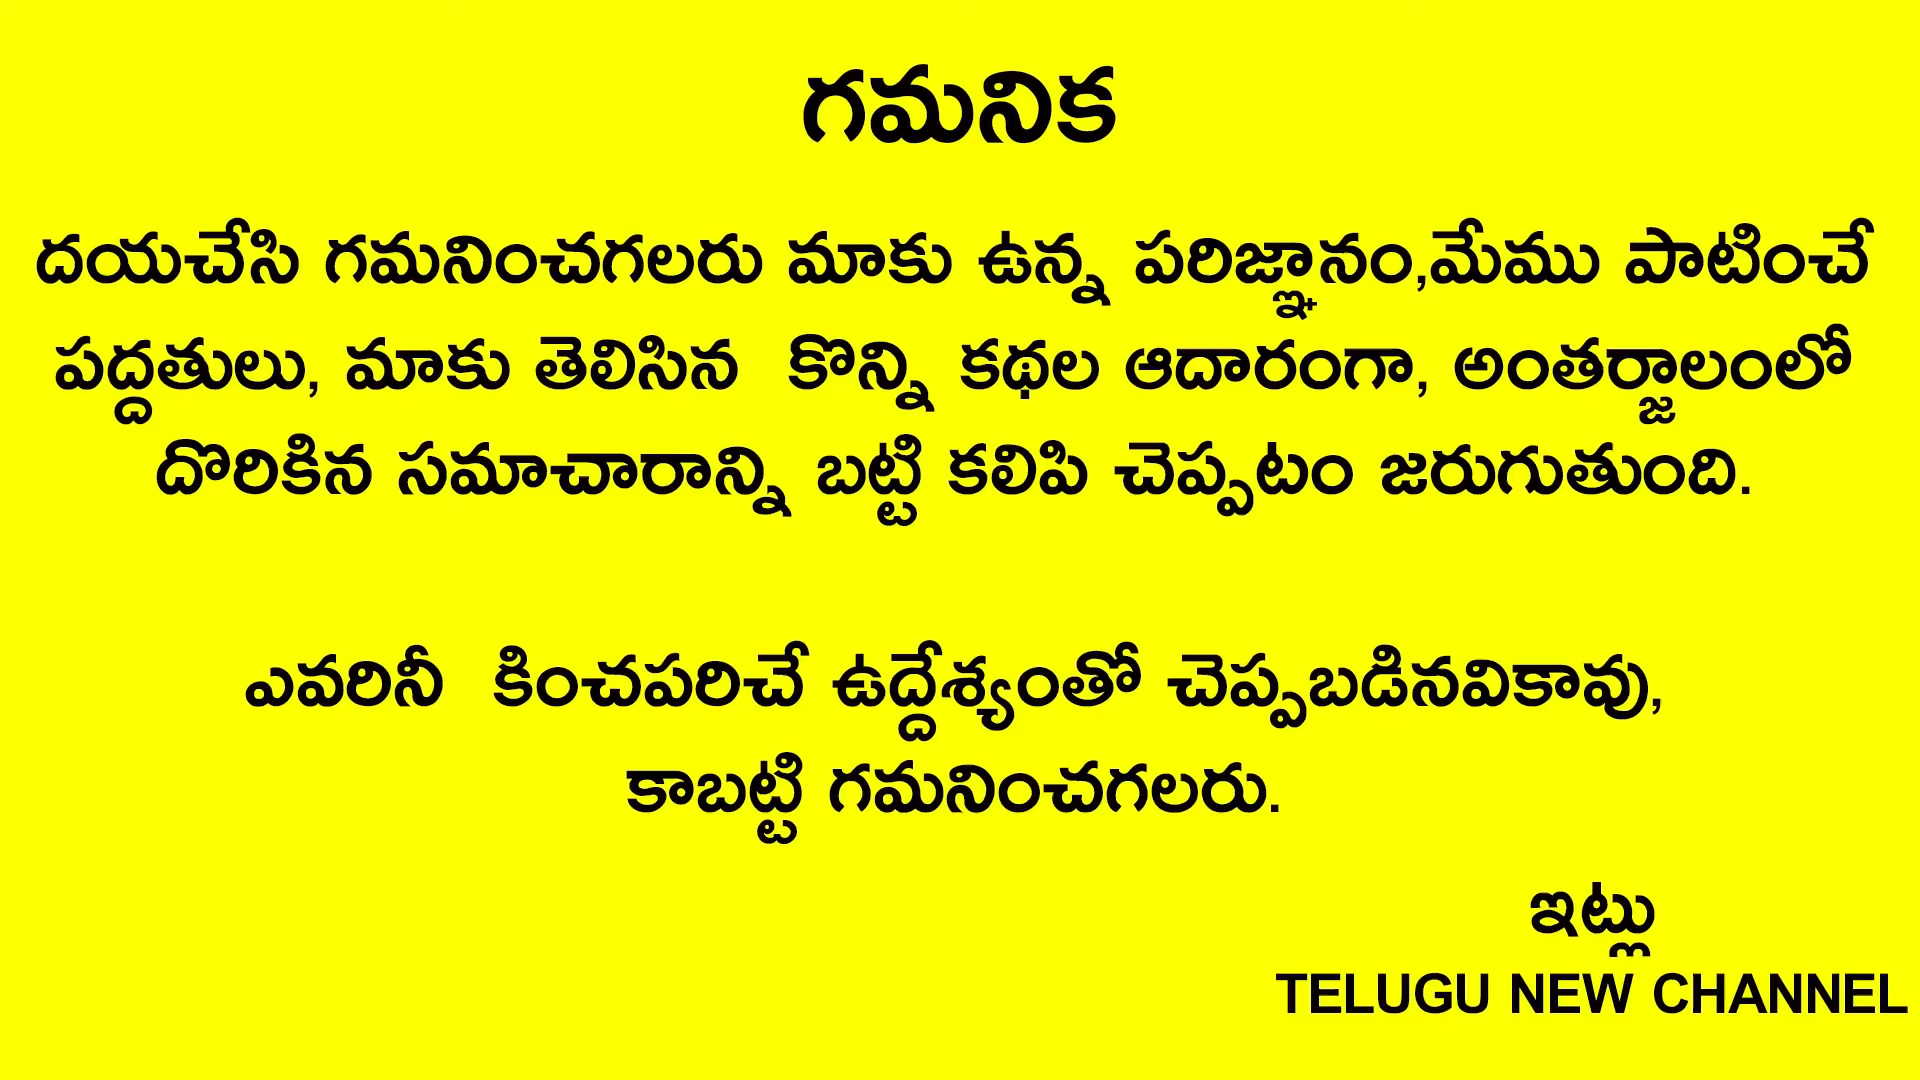 గమనిక
దయచేసి గమనించగలరు మాకు ఉన్న పరిజ్ఞానం,మేము పాటించే
పద్దతులు, మాకు తెలిసిన కొన్ని కథల ఆదారంగా, అంతర్జాలంలో
దొరికిన సమాచారాన్ని బట్టి కలిపి చెప్పటం జరుగుతుంది.
ఎవరినీ కించపరిచే ఉద్దేశ్యంతో చెప్పబడినవికావు,
కాబట్టి గమనించగలరు.
ఇట్లు
TELUGU NEW CHANNEL